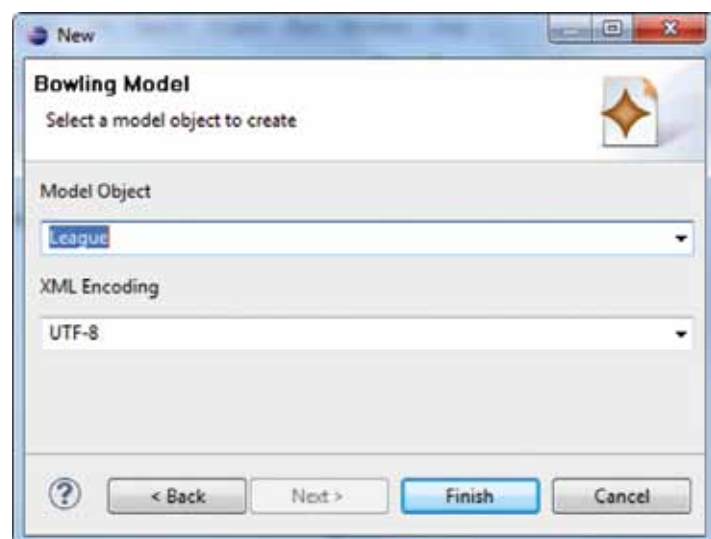 New
Bowling Model
Select a model object to create
Model Object
League
XML Encoding
UTF-8
< Back Next > Finish Cancel